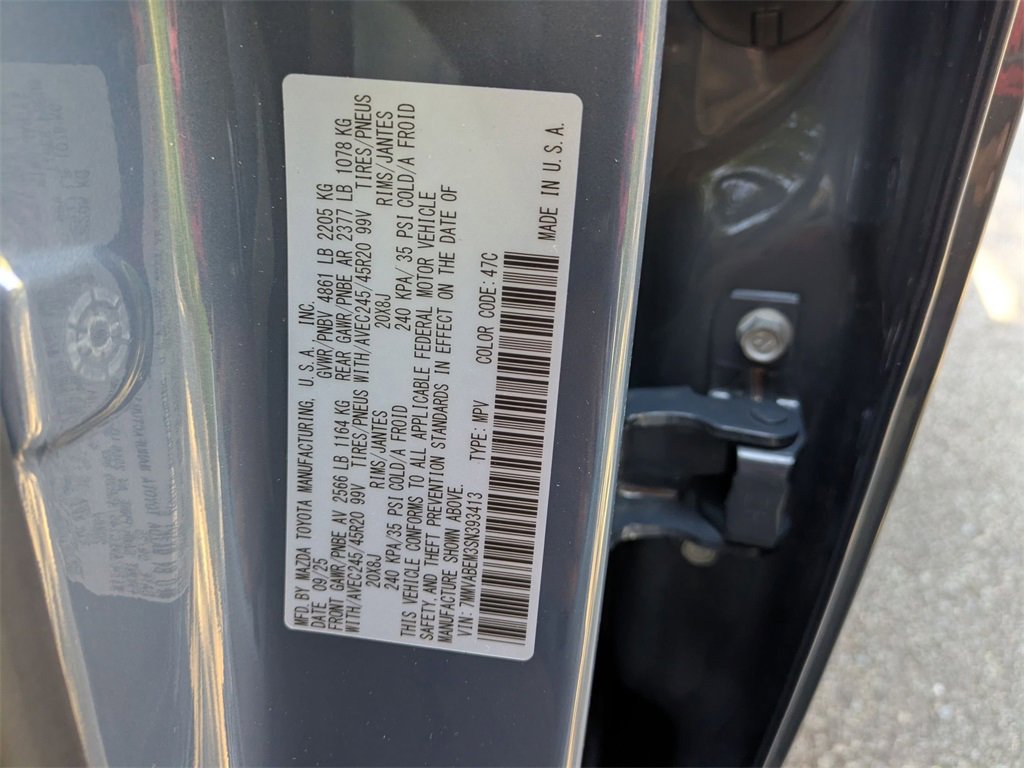 MFD. BY MAZDA TOYOTA MANUFACTURING, U.S.A., INC.
DATE 09/25 GVWR/PNBV 4861 LB 2205 KG
FRONT GAWR/PNBE AV 2566 LB 1164 KG REAR GAWR/PNBE AR 2377 LB 1078 KG
WITH/AVEC245/45R20 99V TIRES/PNEUS WITH/AVEC245/45R20 99V TIRES/PNEUS
20X8J RIMS/JANTES 20X8J RIMS/JANTES
240 KPA/35 PSI COLD/A FROID 240 KPA/ 35 PSI COLD/A FROID
THIS VEHICLE CONFORMS TO ALL APPLICABLE FEDERAL MOTOR VEHICLE
SAFETY AND THEFT PREVENTION STANDARDS IN EFFECT ON THE DATE OF
MANUFACTURE SHOWN ABOVE.
VIN: 7MMVABEM3SN393413 TYPE: MPV COLOR CODE: 47C
MADE IN U.S.A.